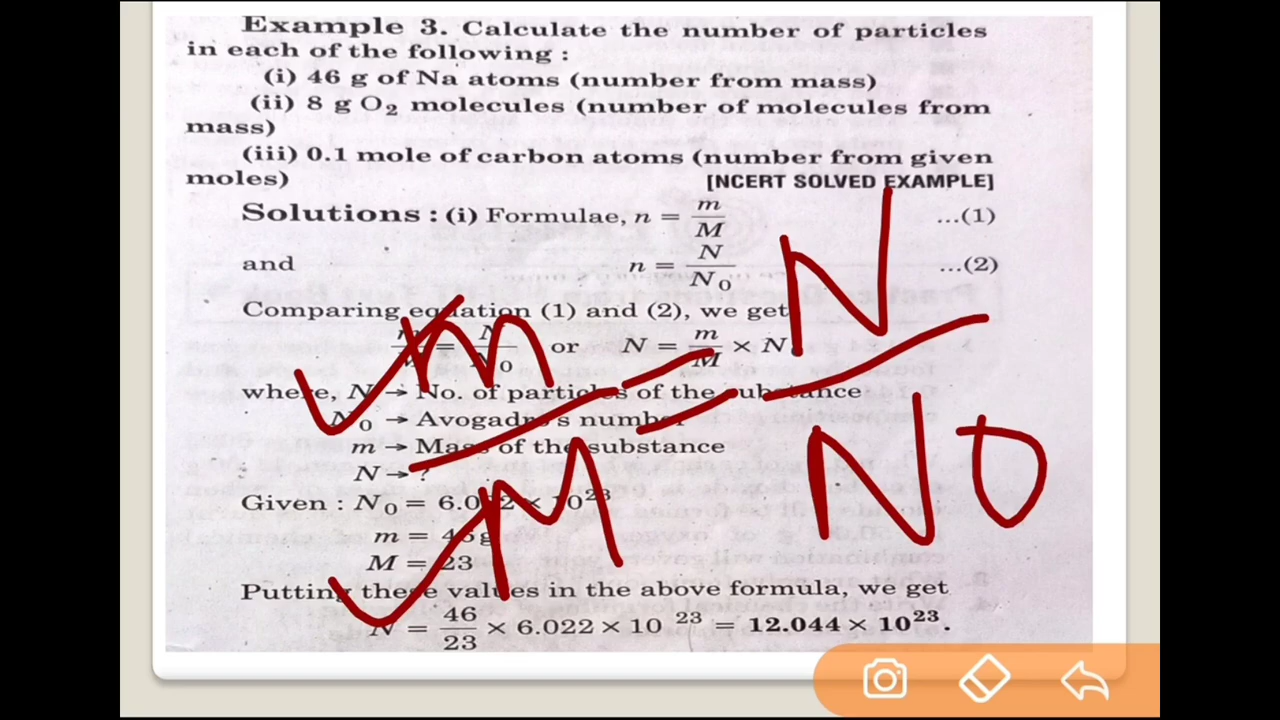 Example 3. Calculate the number of particles
in each of the following :
(i) 46 g of Na atoms (number from mass)
(ii) 8 g O₂ molecules (number of molecules from
mass)
(iii) 0.1 mole of carbon atoms (number from given
moles) [NCERT SOLVED EXAMPLE]
Solutions : (i) Formulae, n = m/M ...(1)
and n = N/N₀ ...(2)
Comparing equation (1) and (2), we get
m/M = N/N₀ or N = m/M × N
where, N → No. of particles of the substance
N₀ → Avogadro's number
m → Mass of the substance
N → ?
Given : N₀ = 6.022 × 10²³
m = 46g
M = 23
Putting these values in the above formula, we get
N = 46/23 × 6.022 × 10 ²³ = 12.044 × 10²³.
m/M = N/N0